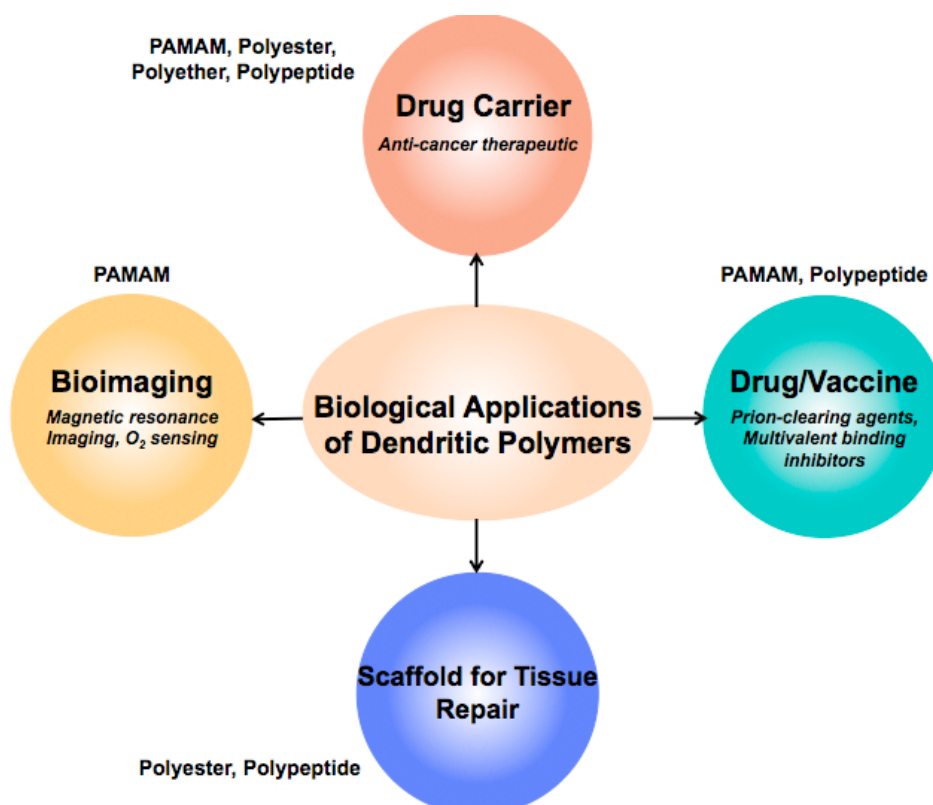 PAMAM, Polyester,
Polyether, Polypeptide
Drug Carrier
Anti-cancer therapeutic
PAMAM
Bioimaging
Magnetic resonance
Imaging, O₂ sensing
Biological Applications
of Dendritic Polymers
PAMAM, Polypeptide
Drug/Vaccine
Prion-clearing agents,
Multivalent binding
inhibitors
Scaffold for Tissue
Repair
Polyester, Polypeptide